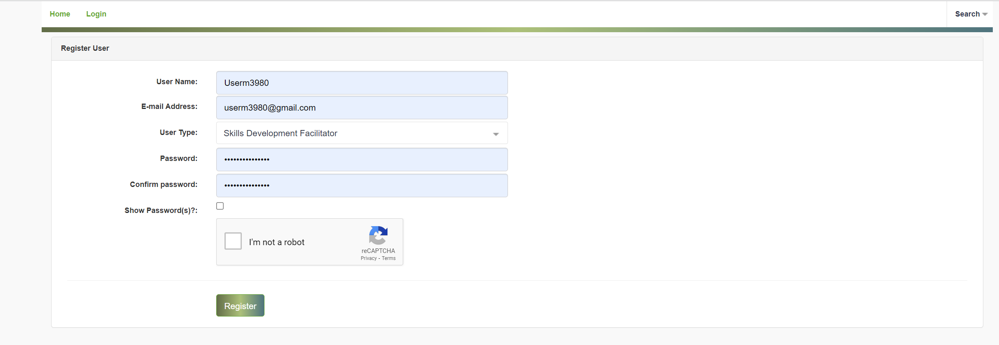 Home Login Search
Register User
User Name: Userm3980
E-mail Address: userm3980@gmail.com
User Type: Skills Development Facilitator
Password: •••••••••••••••
Confirm password: •••••••••••••••
Show Password(s)?:
I'm not a robot
reCAPTCHA
Privacy - Terms
Register